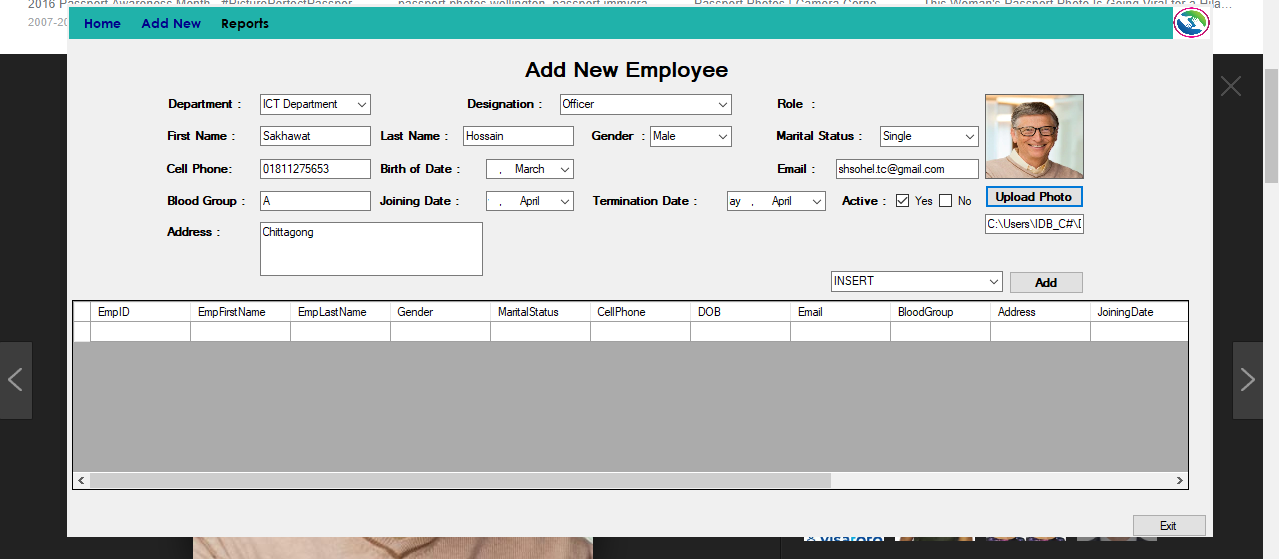 2016 Passport Awareness Month - #PicturePerfectPassper... passport photos wellington, passport immigra... Passport Photos | Camera Corne... This Woman's Passport Photo Is Going Viral for a Hila...
Home Add New Reports
Add New Employee
Department : ICT Department Designation : Officer Role :
First Name : Sakhawat Last Name : Hossain Gender : Male Marital Status : Single
Cell Phone: 01811275653 Birth of Date : , March Email : shsohel.tc@gmail.com
Blood Group : A Joining Date : , April Termination Date : ay , April Active : Yes No Upload Photo
C:\Users\IDB_C#\
Address : Chittagong
INSERT Add
EmpID EmpFirstName EmpLastName Gender MaritalStatus CellPhone DOB Email BloodGroup Address JoiningDate
Exit